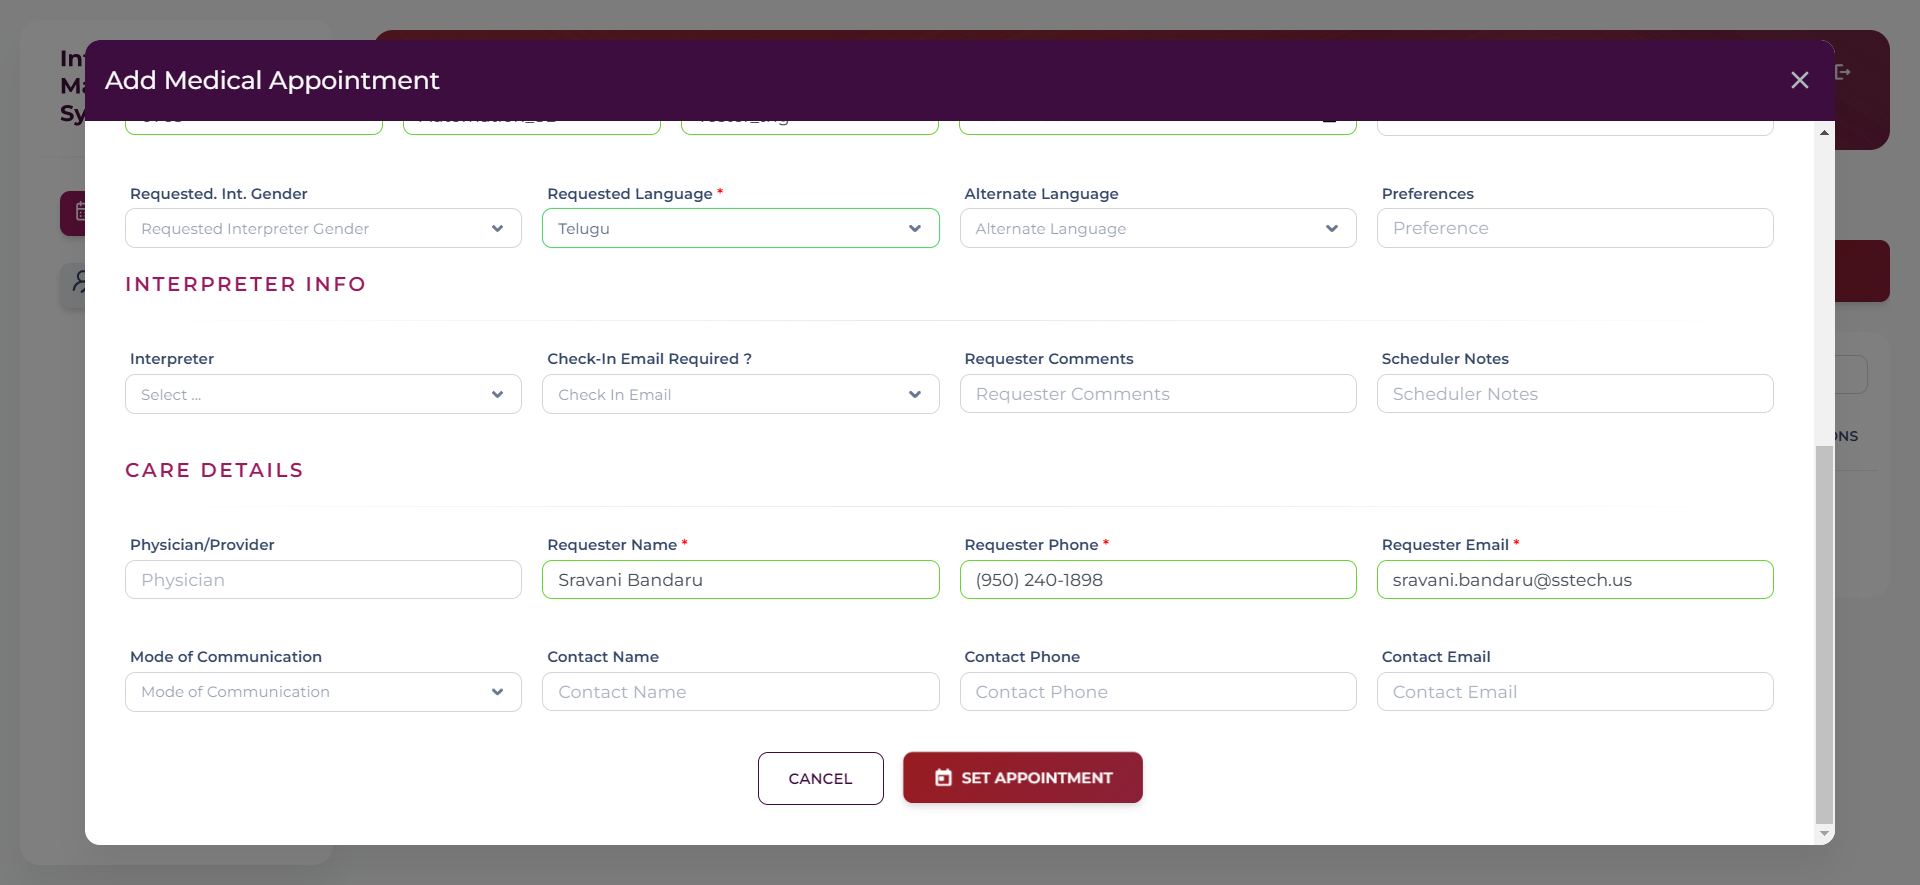 Add Medical Appointment
Requested. Int. Gender
Requested Language *
Alternate Language
Preferences
Requested Interpreter Gender
Telugu
Alternate Language
Preference
INTERPRETER INFO
Interpreter
Check-In Email Required ?
Requester Comments
Scheduler Notes
Select ...
Check In Email
Requester Comments
Scheduler Notes
CARE DETAILS
Physician/Provider
Requester Name *
Requester Phone *
Requester Email *
Physician
Sravani Bandaru
(950) 240-1898
sravani.bandaru@sstech.us
Mode of Communication
Contact Name
Contact Phone
Contact Email
Mode of Communication
Contact Name
Contact Phone
Contact Email
CANCEL
SET APPOINTMENT